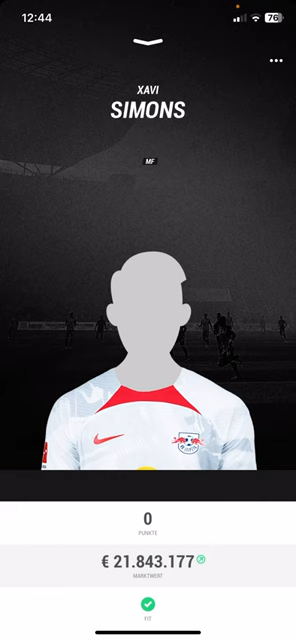 12:44
76
XAVI
SIMONS
MF
0
PUNKTE
€ 21.843.177
MARKTWERT
FIT